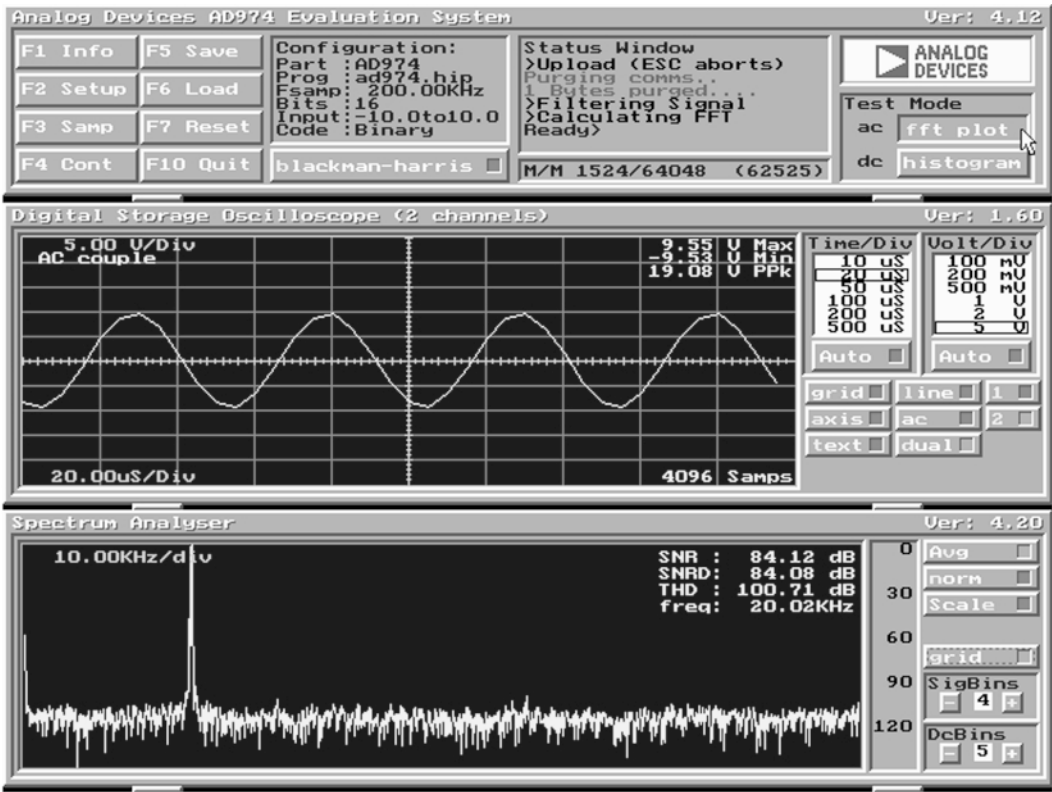 Analog Devices AD974 Evaluation System Ver: 4.12
F1 Info F5 Save
F2 Setup F6 Load
F3 Samp F7 Reset
F4 Cont F10 Quit
Configuration:
Part :AD974
Prog :ad974.hip
Fsamp: 200.00KHz
Bits :16
Input:-10.0to10.0
Code :Binary
blackman-harris
Status Window
>Upload (ESC aborts)
Purging comms..
1 Bytes purged....
>Filtering Signal
>Calculating FFT
Ready>
M/M 1524/64048 (62525)
ANALOG
DEVICES
Test Mode
ac fft plot
dc histogram
Digital Storage Oscilloscope (2 channels) Ver: 1.60
5.00 V/Div
AC couple
9.55 V Max
-9.53 V Min
19.08 V PPk
20.00uS/Div
4096 Samps
Time/Div
10 uS
20 uS
50 uS
100 uS
200 uS
500 uS
Auto
Volt/Div
100 mV
200 mV
500 mV
1 V
2 V
5 V
Auto
grid line 1
axis ac 2
text dual
Spectrum Analyser Ver: 4.20
10.00KHz/div
SNR : 84.12 dB
SNRD: 84.08 dB
THD : 100.71 dB
freq: 20.02KHz
0
30
60
90
120
Avg
norm
Scale
grid
SigBins
- 4 +
DcBins
- 5 +